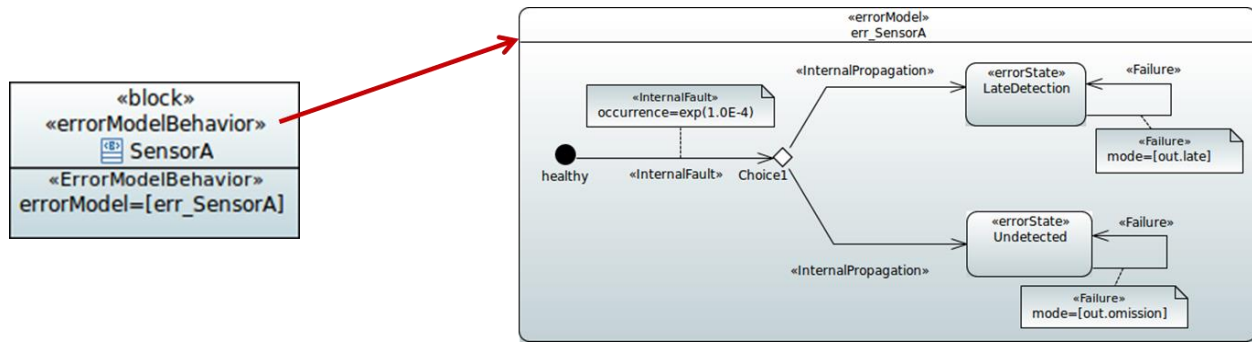 «block»
«errorModelBehavior»
SensorA
«ErrorModelBehavior»
errorModel=[err_SensorA]
«errorModel»
err_SensorA
«InternalFault»
occurrence=exp(1.0E-4)
healthy
«InternalFault»
Choice1
«InternalPropagation»
«errorState»
LateDetection
«Failure»
«Failure»
mode=[out.late]
«InternalPropagation»
«errorState»
Undetected
«Failure»
«Failure»
mode=[out.omission]